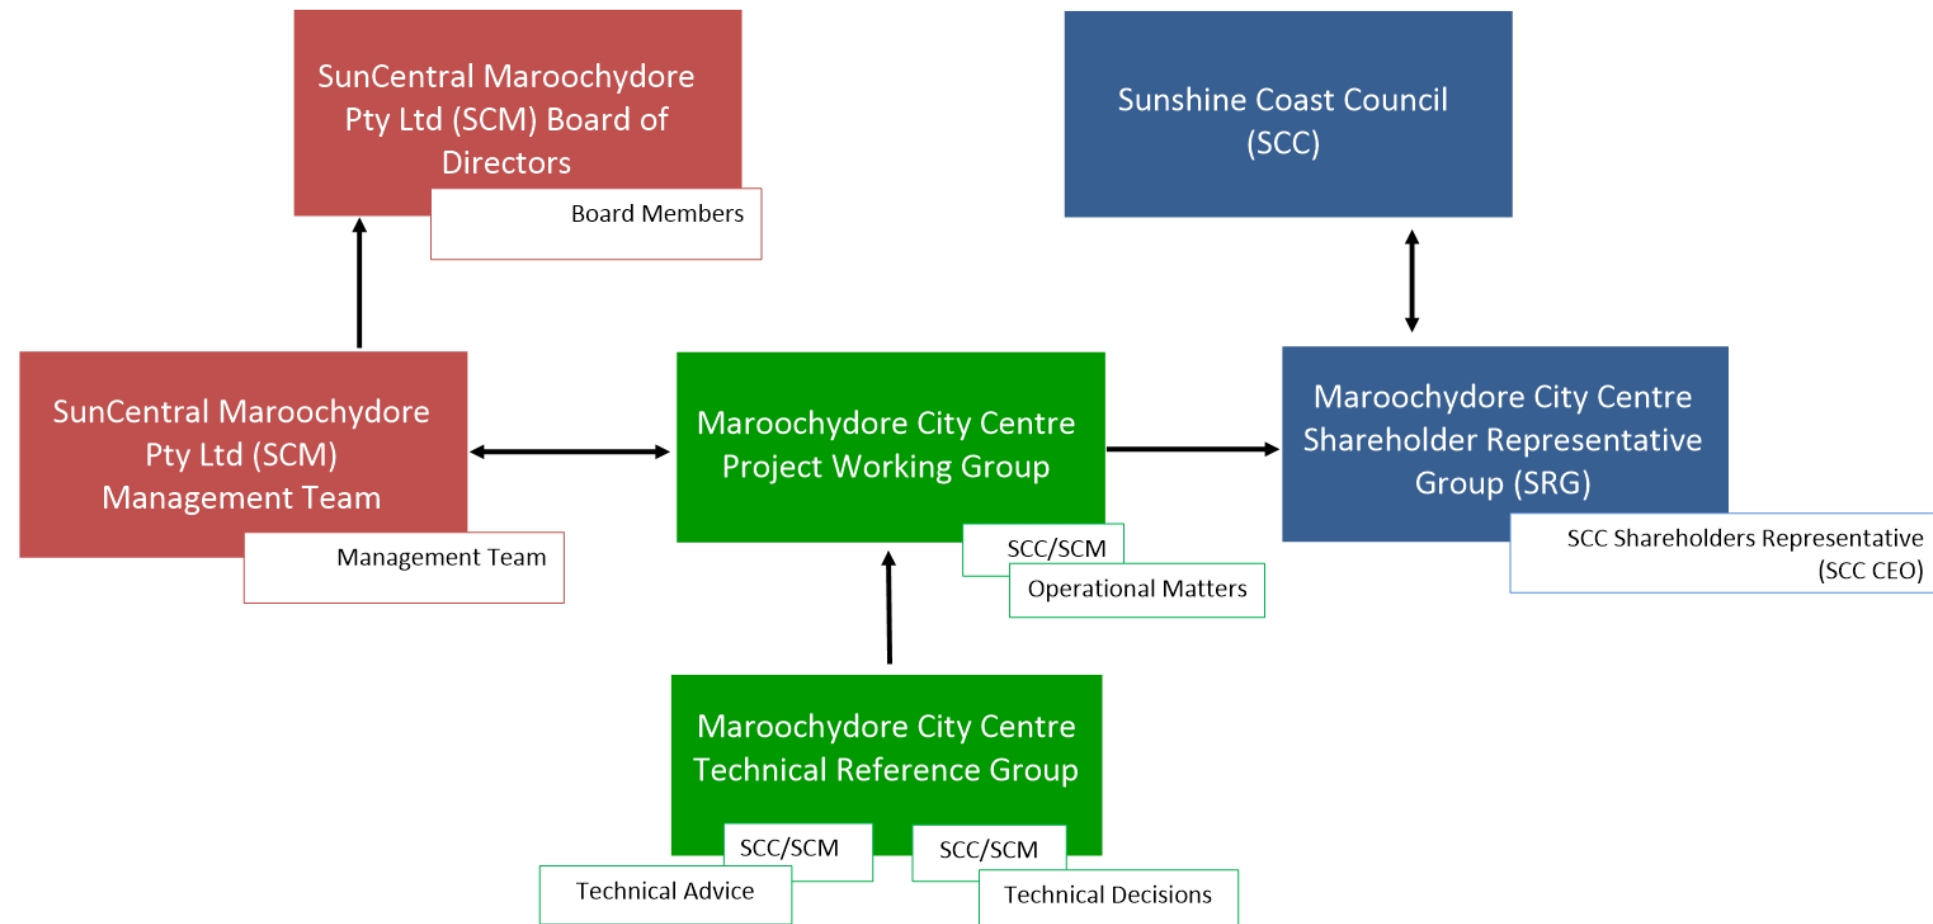 SunCentral Maroochydore
Pty Ltd (SCM) Board of
Directors
Board Members
Sunshine Coast Council
(SCC)
SunCentral Maroochydore
Pty Ltd (SCM)
Management Team
Management Team
Maroochydore City Centre
Project Working Group
SCC/SCM
Operational Matters
Maroochydore City Centre
Shareholder Representative
Group (SRG)
SCC Shareholders Representative
(SCC CEO)
Maroochydore City Centre
Technical Reference Group
SCC/SCM
Technical Advice
SCC/SCM
Technical Decisions